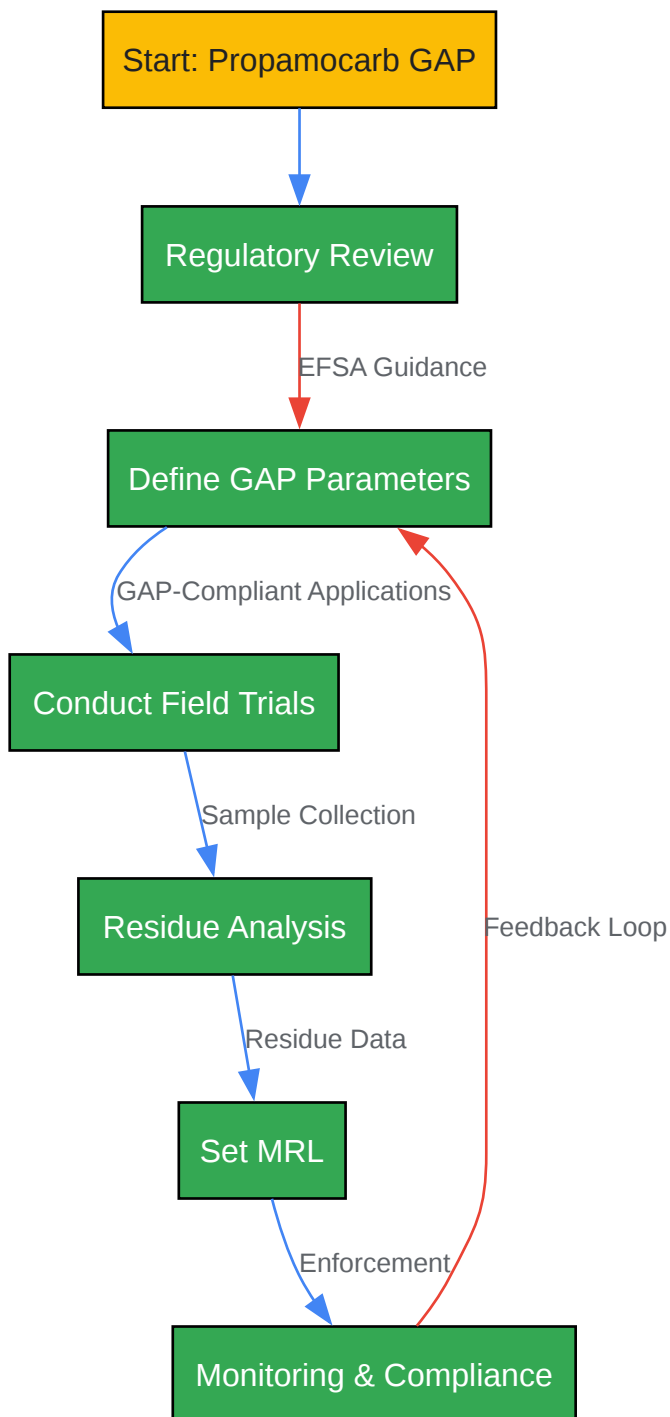 Start: Propamocarb GAP
Regulatory Review
EFSA Guidance
Define GAP Parameters
GAP-Compliant Applications
Conduct Field Trials
Sample Collection
Residue Analysis
Feedback Loop
Residue Data
Set MRL
Enforcement
Monitoring & Compliance